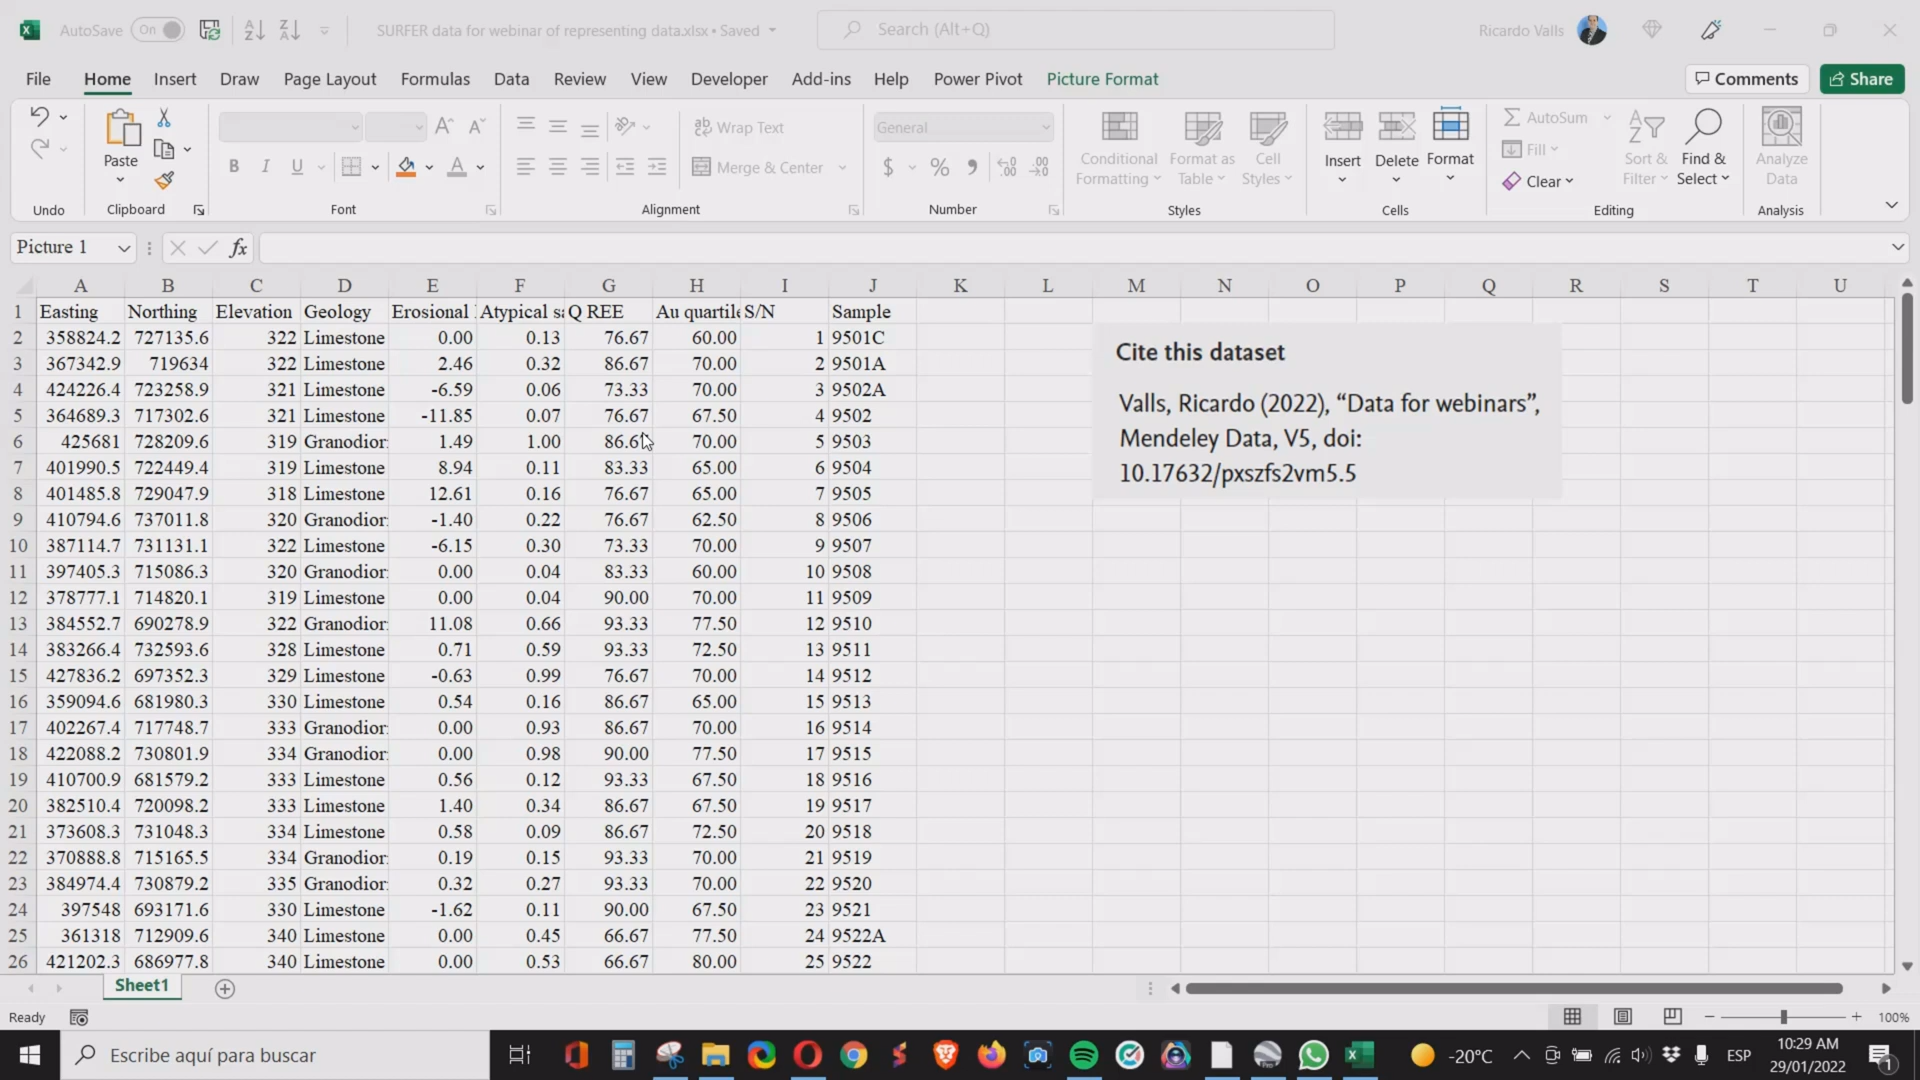 AutoSave On SURFER data for webinar of representing data.xlsx • Saved Search (Alt+Q) Ricardo Valls
File Home Insert Draw Page Layout Formulas Data Review View Developer Add-ins Help Power Pivot Picture Format Comments Share
Wrap Text General AutoSum
Paste Merge & Center Conditional Formatting Format as Table Cell Styles Insert Delete Format Fill Sort & Filter Find & Select Analyze Data
Clear
Undo Clipboard Font Alignment Number Styles Cells Editing Analysis
Picture 1 fx
A B C D E F G H I J K L M N O P Q R S T U
1 Easting Northing Elevation Geology Erosional Atypical sa Q REE Au quartile S/N Sample
2 358824.2 727135.6 322 Limestone 0.00 0.13 76.67 60.00 1 9501C
3 367342.9 719634 322 Limestone 2.46 0.32 86.67 70.00 2 9501A
4 424226.4 723258.9 321 Limestone -6.59 0.06 73.33 70.00 3 9502A
5 364689.3 717302.6 321 Limestone -11.85 0.07 76.67 67.50 4 9502
6 425681 728209.6 319 Granodior 1.49 1.00 86.67 70.00 5 9503
7 401990.5 722449.4 319 Limestone 8.94 0.11 83.33 65.00 6 9504
8 401485.8 729047.9 318 Limestone 12.61 0.16 76.67 65.00 7 9505
9 410794.6 737011.8 320 Granodior -1.40 0.22 76.67 62.50 8 9506
10 387114.7 731131.1 322 Limestone -6.15 0.30 73.33 70.00 9 9507
11 397405.3 715086.3 320 Granodior 0.00 0.04 83.33 60.00 10 9508
12 378777.1 714820.1 319 Limestone 0.00 0.04 90.00 70.00 11 9509
13 384552.7 690278.9 322 Granodior 11.08 0.66 93.33 77.50 12 9510
14 383266.4 732593.6 328 Limestone 0.71 0.59 93.33 72.50 13 9511
15 427836.2 697352.3 329 Limestone -0.63 0.99 76.67 70.00 14 9512
16 359094.6 681980.3 330 Limestone 0.54 0.16 86.67 65.00 15 9513
17 402267.4 717748.7 333 Granodior 0.00 0.93 86.67 70.00 16 9514
18 422088.2 730801.9 334 Granodior 0.00 0.98 90.00 77.50 17 9515
19 410700.9 681579.2 333 Limestone 0.56 0.12 93.33 67.50 18 9516
20 382510.4 720098.2 333 Limestone 1.40 0.34 86.67 67.50 19 9517
21 373608.3 731048.3 334 Limestone 0.58 0.09 86.67 72.50 20 9518
22 370888.8 715165.5 334 Granodior 0.19 0.15 93.33 70.00 21 9519
23 384974.4 730879.2 335 Granodior 0.32 0.27 93.33 70.00 22 9520
24 397548 693171.6 330 Limestone -1.62 0.11 90.00 67.50 23 9521
25 361318 712909.6 340 Limestone 0.00 0.45 66.67 77.50 24 9522A
26 421202.3 686977.8 340 Limestone 0.00 0.53 66.67 80.00 25 9522
Cite this dataset
Valls, Ricardo (2022), “Data for webinars”,
Mendeley Data, V5, doi:
10.17632/pxszfs2vm5.5
Sheet1
Ready 100%
Escribe aquí para buscar -20°C ESP 10:29 AM
29/01/2022 1